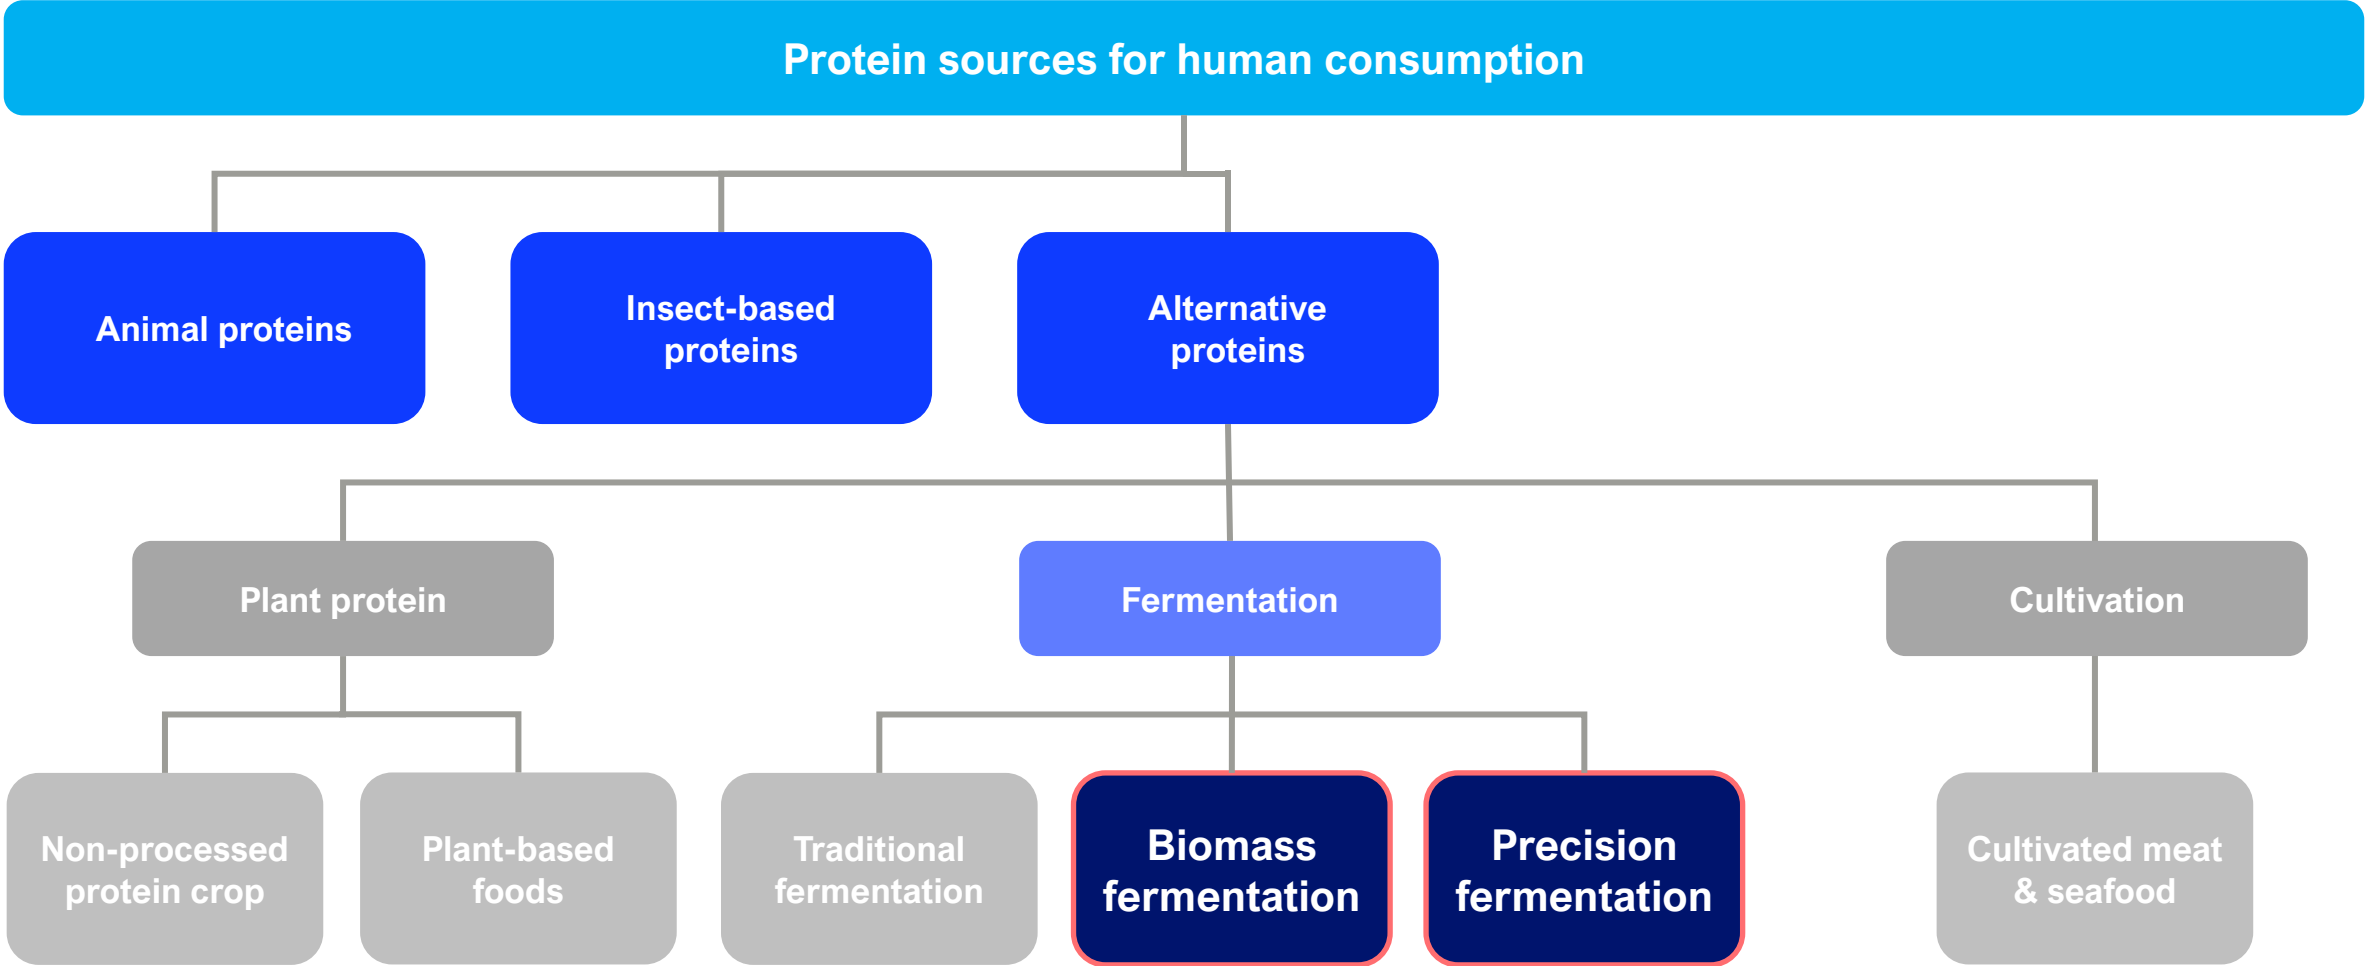 Protein sources for human consumption
Animal proteins
Insect-based
proteins
Alternative
proteins
Plant protein
Fermentation
Cultivation
Non-processed
protein crop
Plant-based
foods
Traditional
fermentation
Biomass
fermentation
Precision
fermentation
Cultivated meat
& seafood